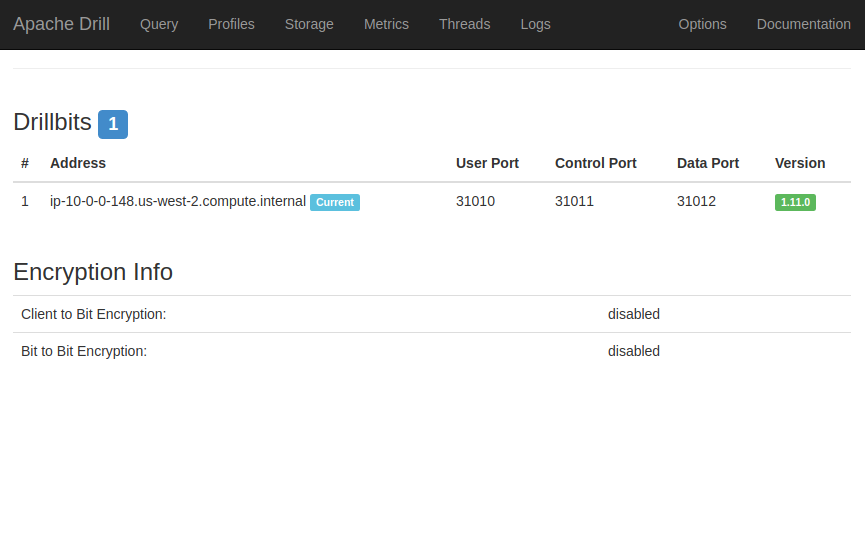 Apache Drill Query Profiles Storage Metrics Threads Logs Options Documentation
Drillbits 1
# Address User Port Control Port Data Port Version
1 ip-10-0-0-148.us-west-2.compute.internal Current 31010 31011 31012 1.11.0
Encryption Info
Client to Bit Encryption: disabled
Bit to Bit Encryption: disabled